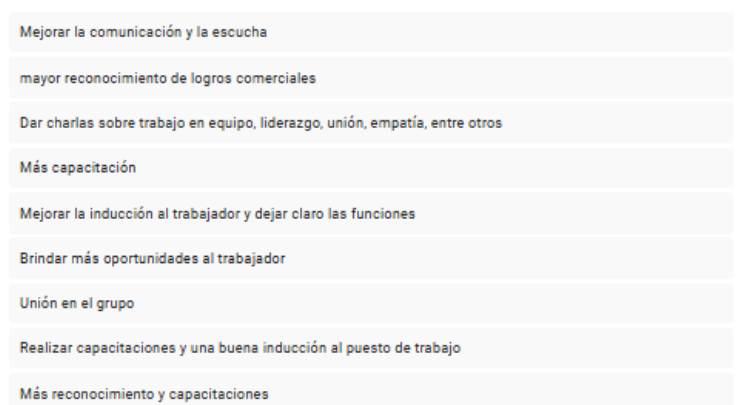 Mejorar la comunicación y la escucha
mayor reconocimiento de logros comerciales
Dar charlas sobre trabajo en equipo, liderazgo, unión, empatía, entre otros
Más capacitación
Mejorar la inducción al trabajador y dejar claro las funciones
Brindar más oportunidades al trabajador
Unión en el grupo
Realizar capacitaciones y una buena inducción al puesto de trabajo
Más reconocimiento y capacitaciones